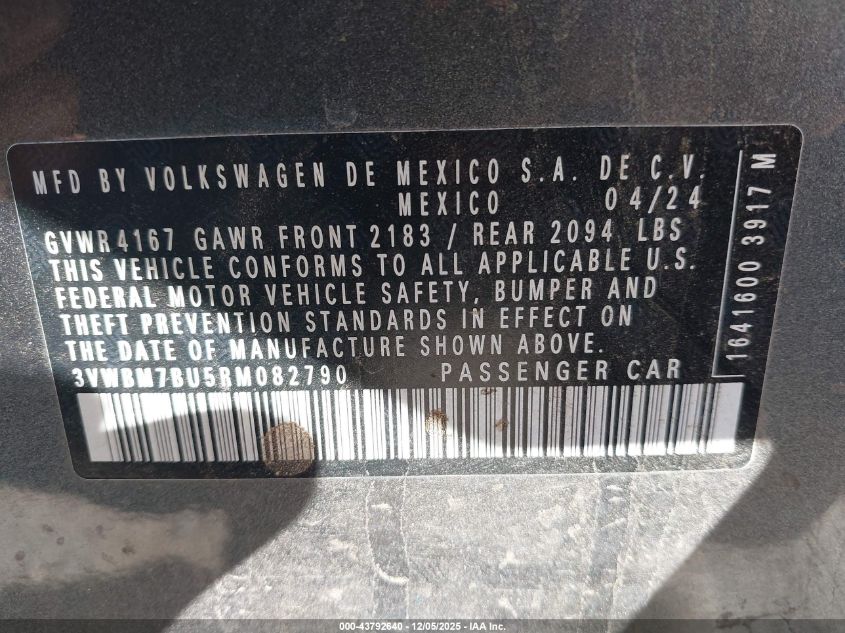 MFD BY VOLKSWAGEN DE MEXICO S.A. DE C.V.
MEXICO 04/24
GVWR 4167 GAWR FRONT 2183 / REAR 2094 LBS
THIS VEHICLE CONFORMS TO ALL APPLICABLE U.S.
FEDERAL MOTOR VEHICLE SAFETY, BUMPER AND
THEFT PREVENTION STANDARDS IN EFFECT ON
THE DATE OF MANUFACTURE SHOWN ABOVE.
3VWBM7BU5RM082790 PASSENGER CAR
1641600 3917 M
000-43792640 - 12/05/2025 - IAA Inc.